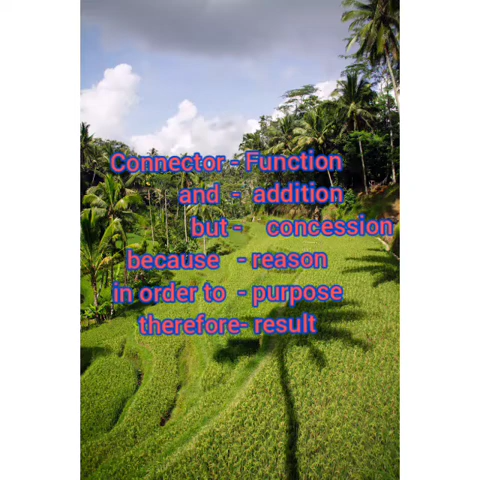 Connector - Function
and - addition
but - concession
because - reason
in order to - purpose
therefore- result